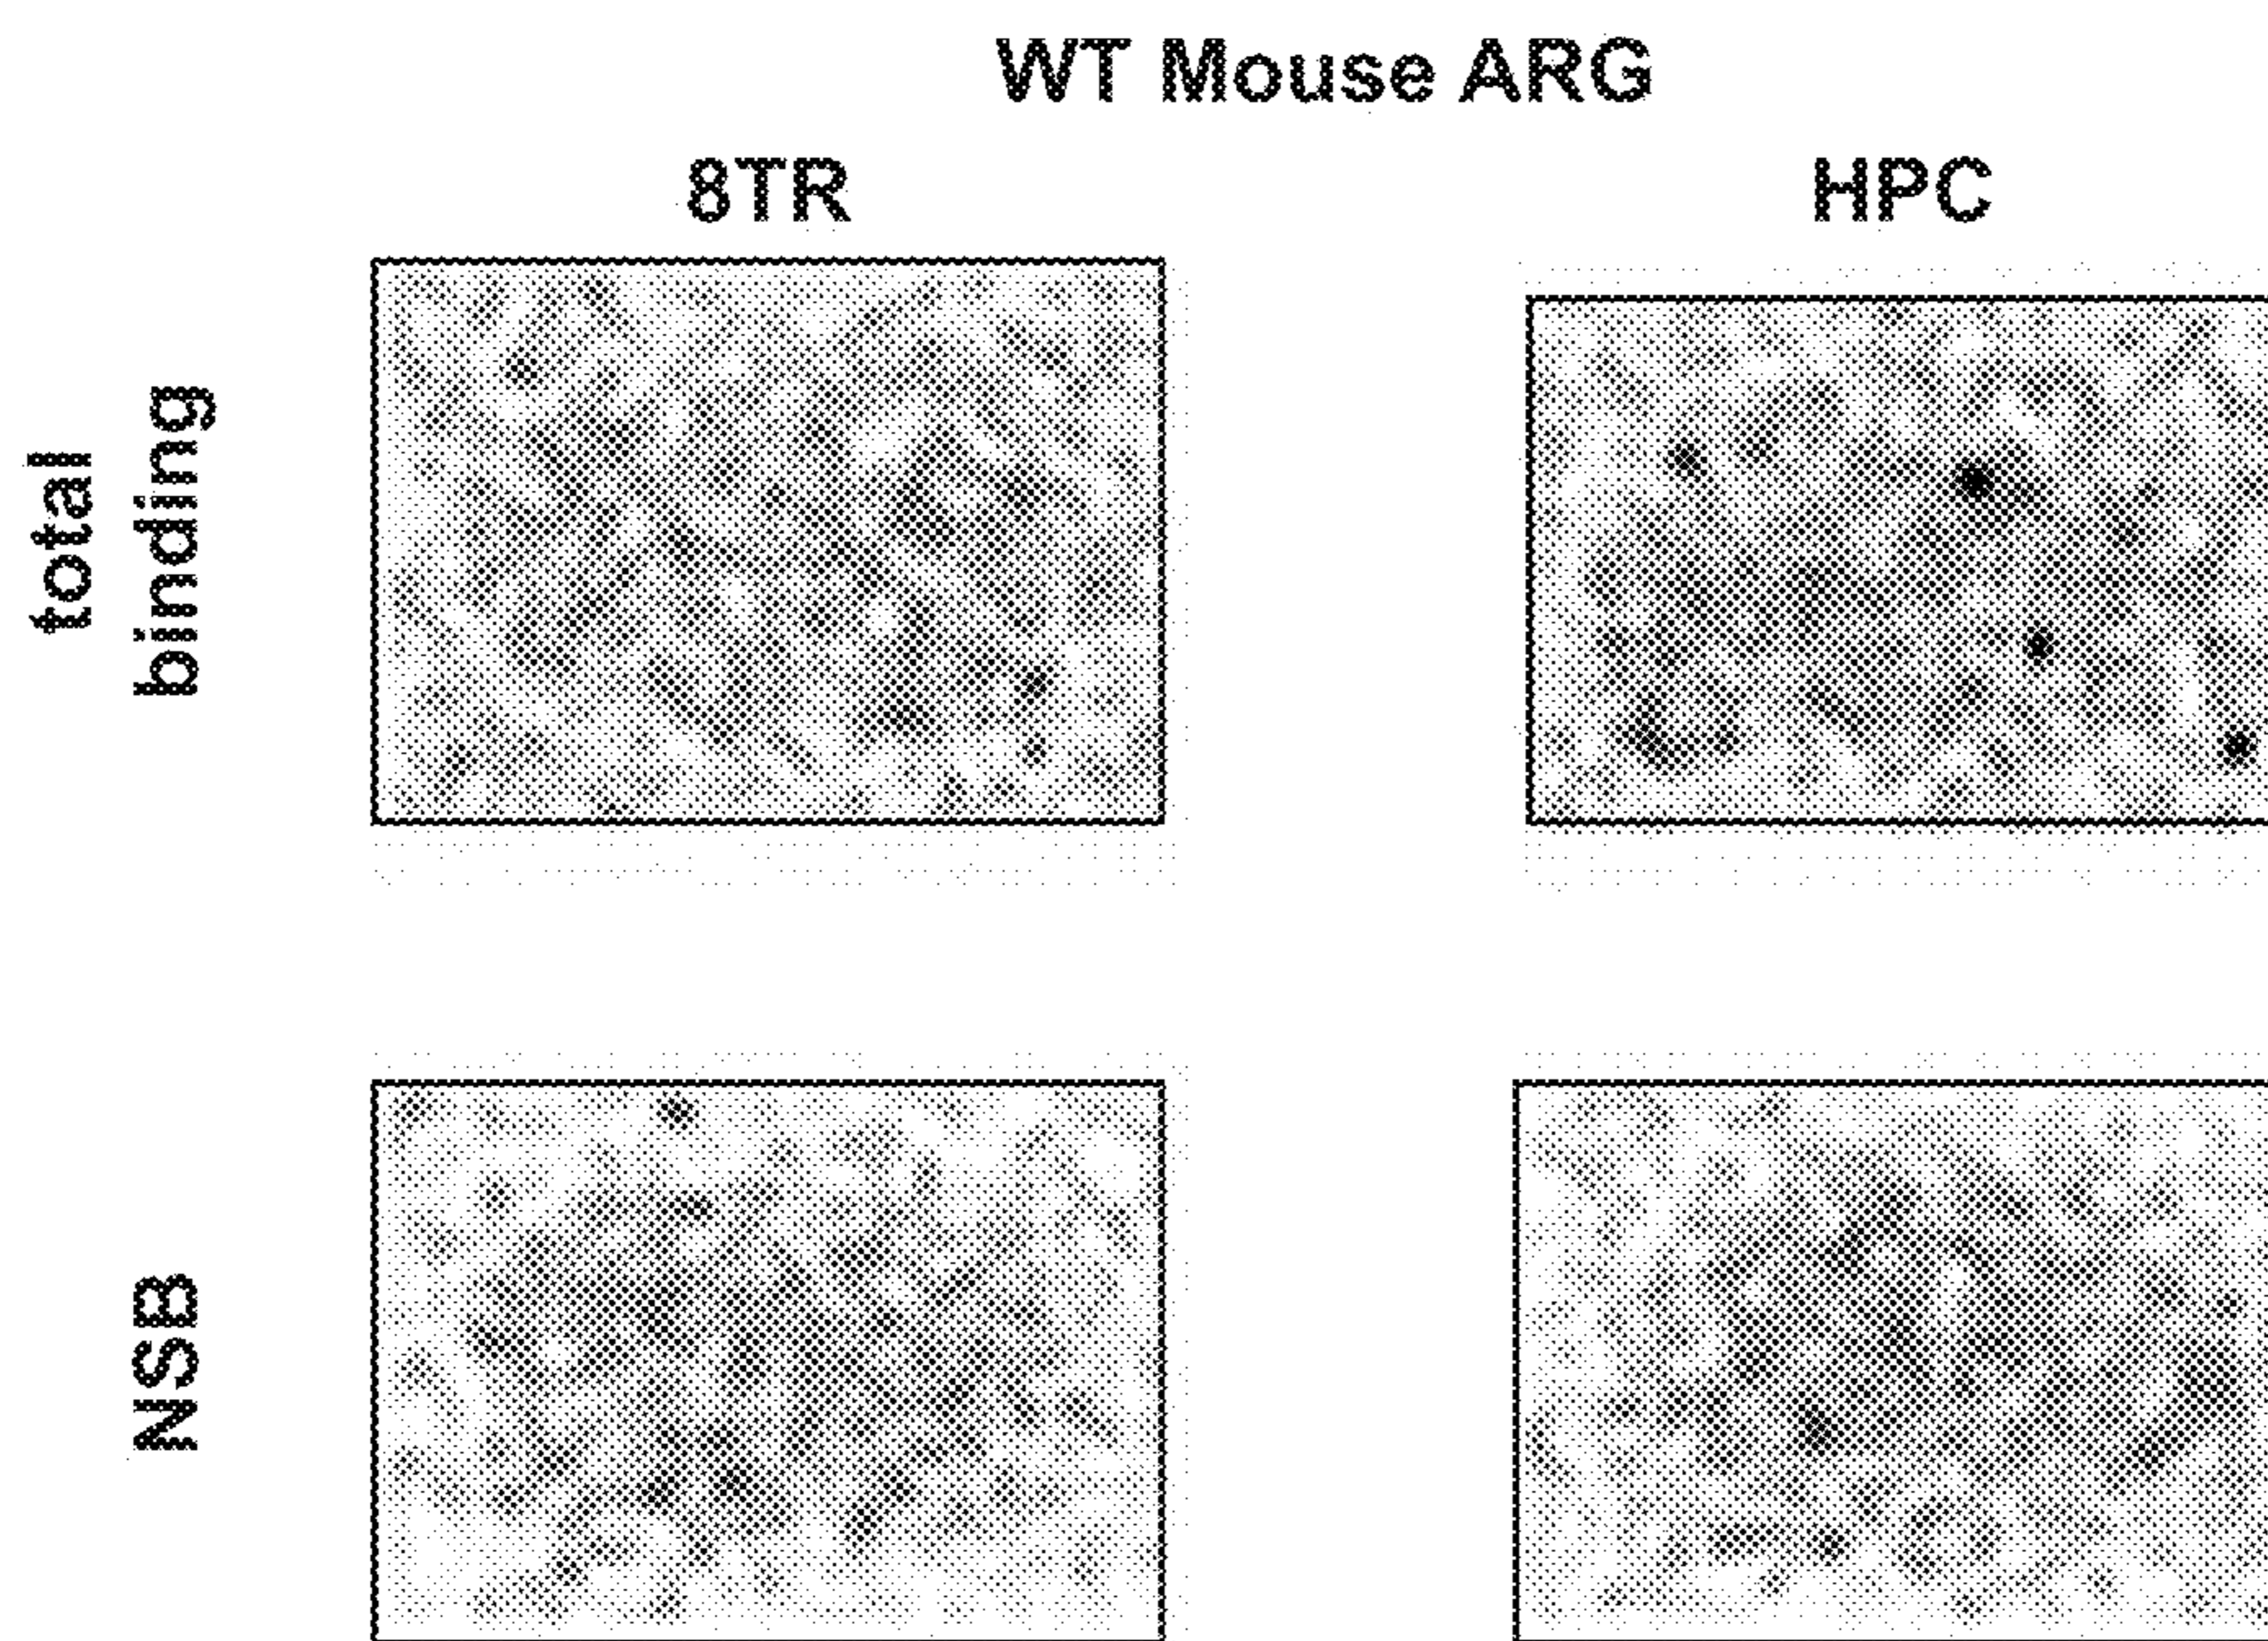 WT Mouse ARG
8TR
HPC
total
binding
NSB